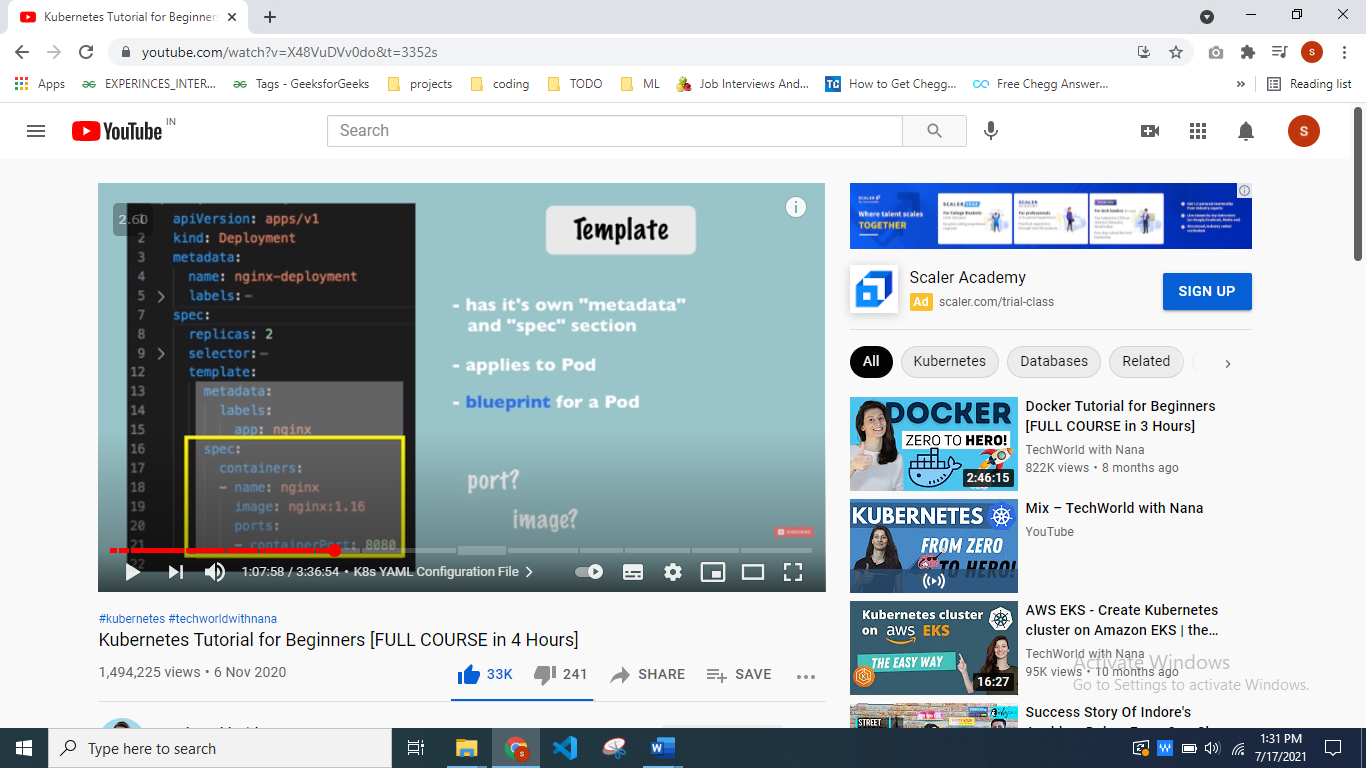 Kubernetes Tutorial for Beginners
youtube.com/watch?v=X48VuDVv0do&t=3352s
Apps
EXPERINCES_INTER...
Tags - GeeksforGeeks
projects
coding
TODO
ML
Job Interviews And...
TC
How to Get Chegg...
Free Chegg Answer...
»
Reading list
YouTube IN
Search
S
2.60
1 apiVersion: apps/v1
2 kind: Deployment
3 metadata:
4 name: nginx-deployment
5 labels:
7 spec:
8 replicas: 2
9 selector:
12 template:
13 metadata:
14 labels:
15 app: nginx
16 spec:
17 containers:
18 - name: nginx
19 image: nginx:1.16
20 ports:
21 - containerPort: 8080
22
Template
- has it's own "metadata"
and "spec" section
- applies to Pod
- blueprint for a Pod
port?
image?
SUBSCRIBE
1:07:58 / 3:36:54 • K8s YAML Configuration File
#kubernetes #techworldwithnana
Kubernetes Tutorial for Beginners [FULL COURSE in 4 Hours]
1,494,225 views • 6 Nov 2020
33K
241
SHARE
SAVE
Where talent scales
TOGETHER
Scaler Academy
Ad scaler.com/trial-class
SIGN UP
All
Kubernetes
Databases
Related
DOCKER
ZERO TO HERO!
2:46:15
Docker Tutorial for Beginners
[FULL COURSE in 3 Hours]
TechWorld with Nana
822K views • 8 months ago
KUBERNETES
FROM ZERO
TO HERO!
Mix – TechWorld with Nana
YouTube
Kubernetes cluster
on aws EKS
THE EASY WAY
16:27
AWS EKS - Create Kubernetes
cluster on Amazon EKS | the...
TechWorld with Nana
95K views • 10 months ago
STREET
Success Story Of Indore's
Activate Windows
Go to Settings to activate Windows.
Type here to search
1:31 PM
7/17/2021